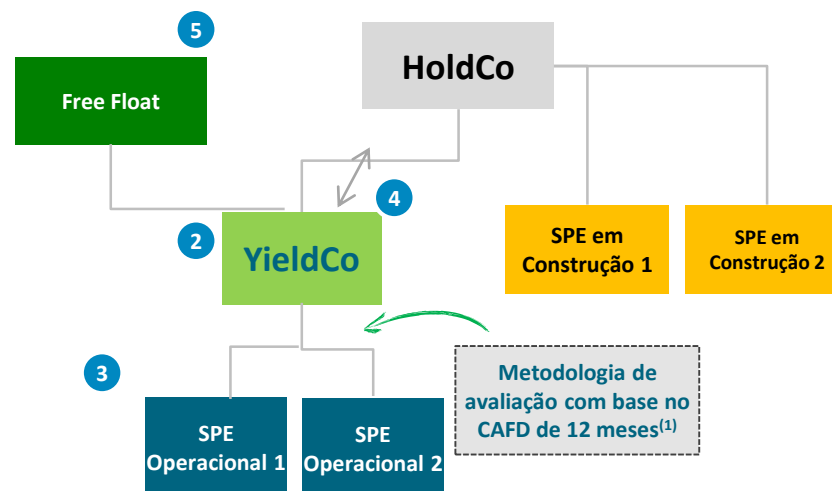 5
Free Float
HoldCo
4
2
YieldCo
SPE em
Construção 1
SPE em
Construção 2
3
SPE
Operacional 1
SPE
Operacional 2
Metodologia de
avaliação com base no
CAFD de 12 meses(1)